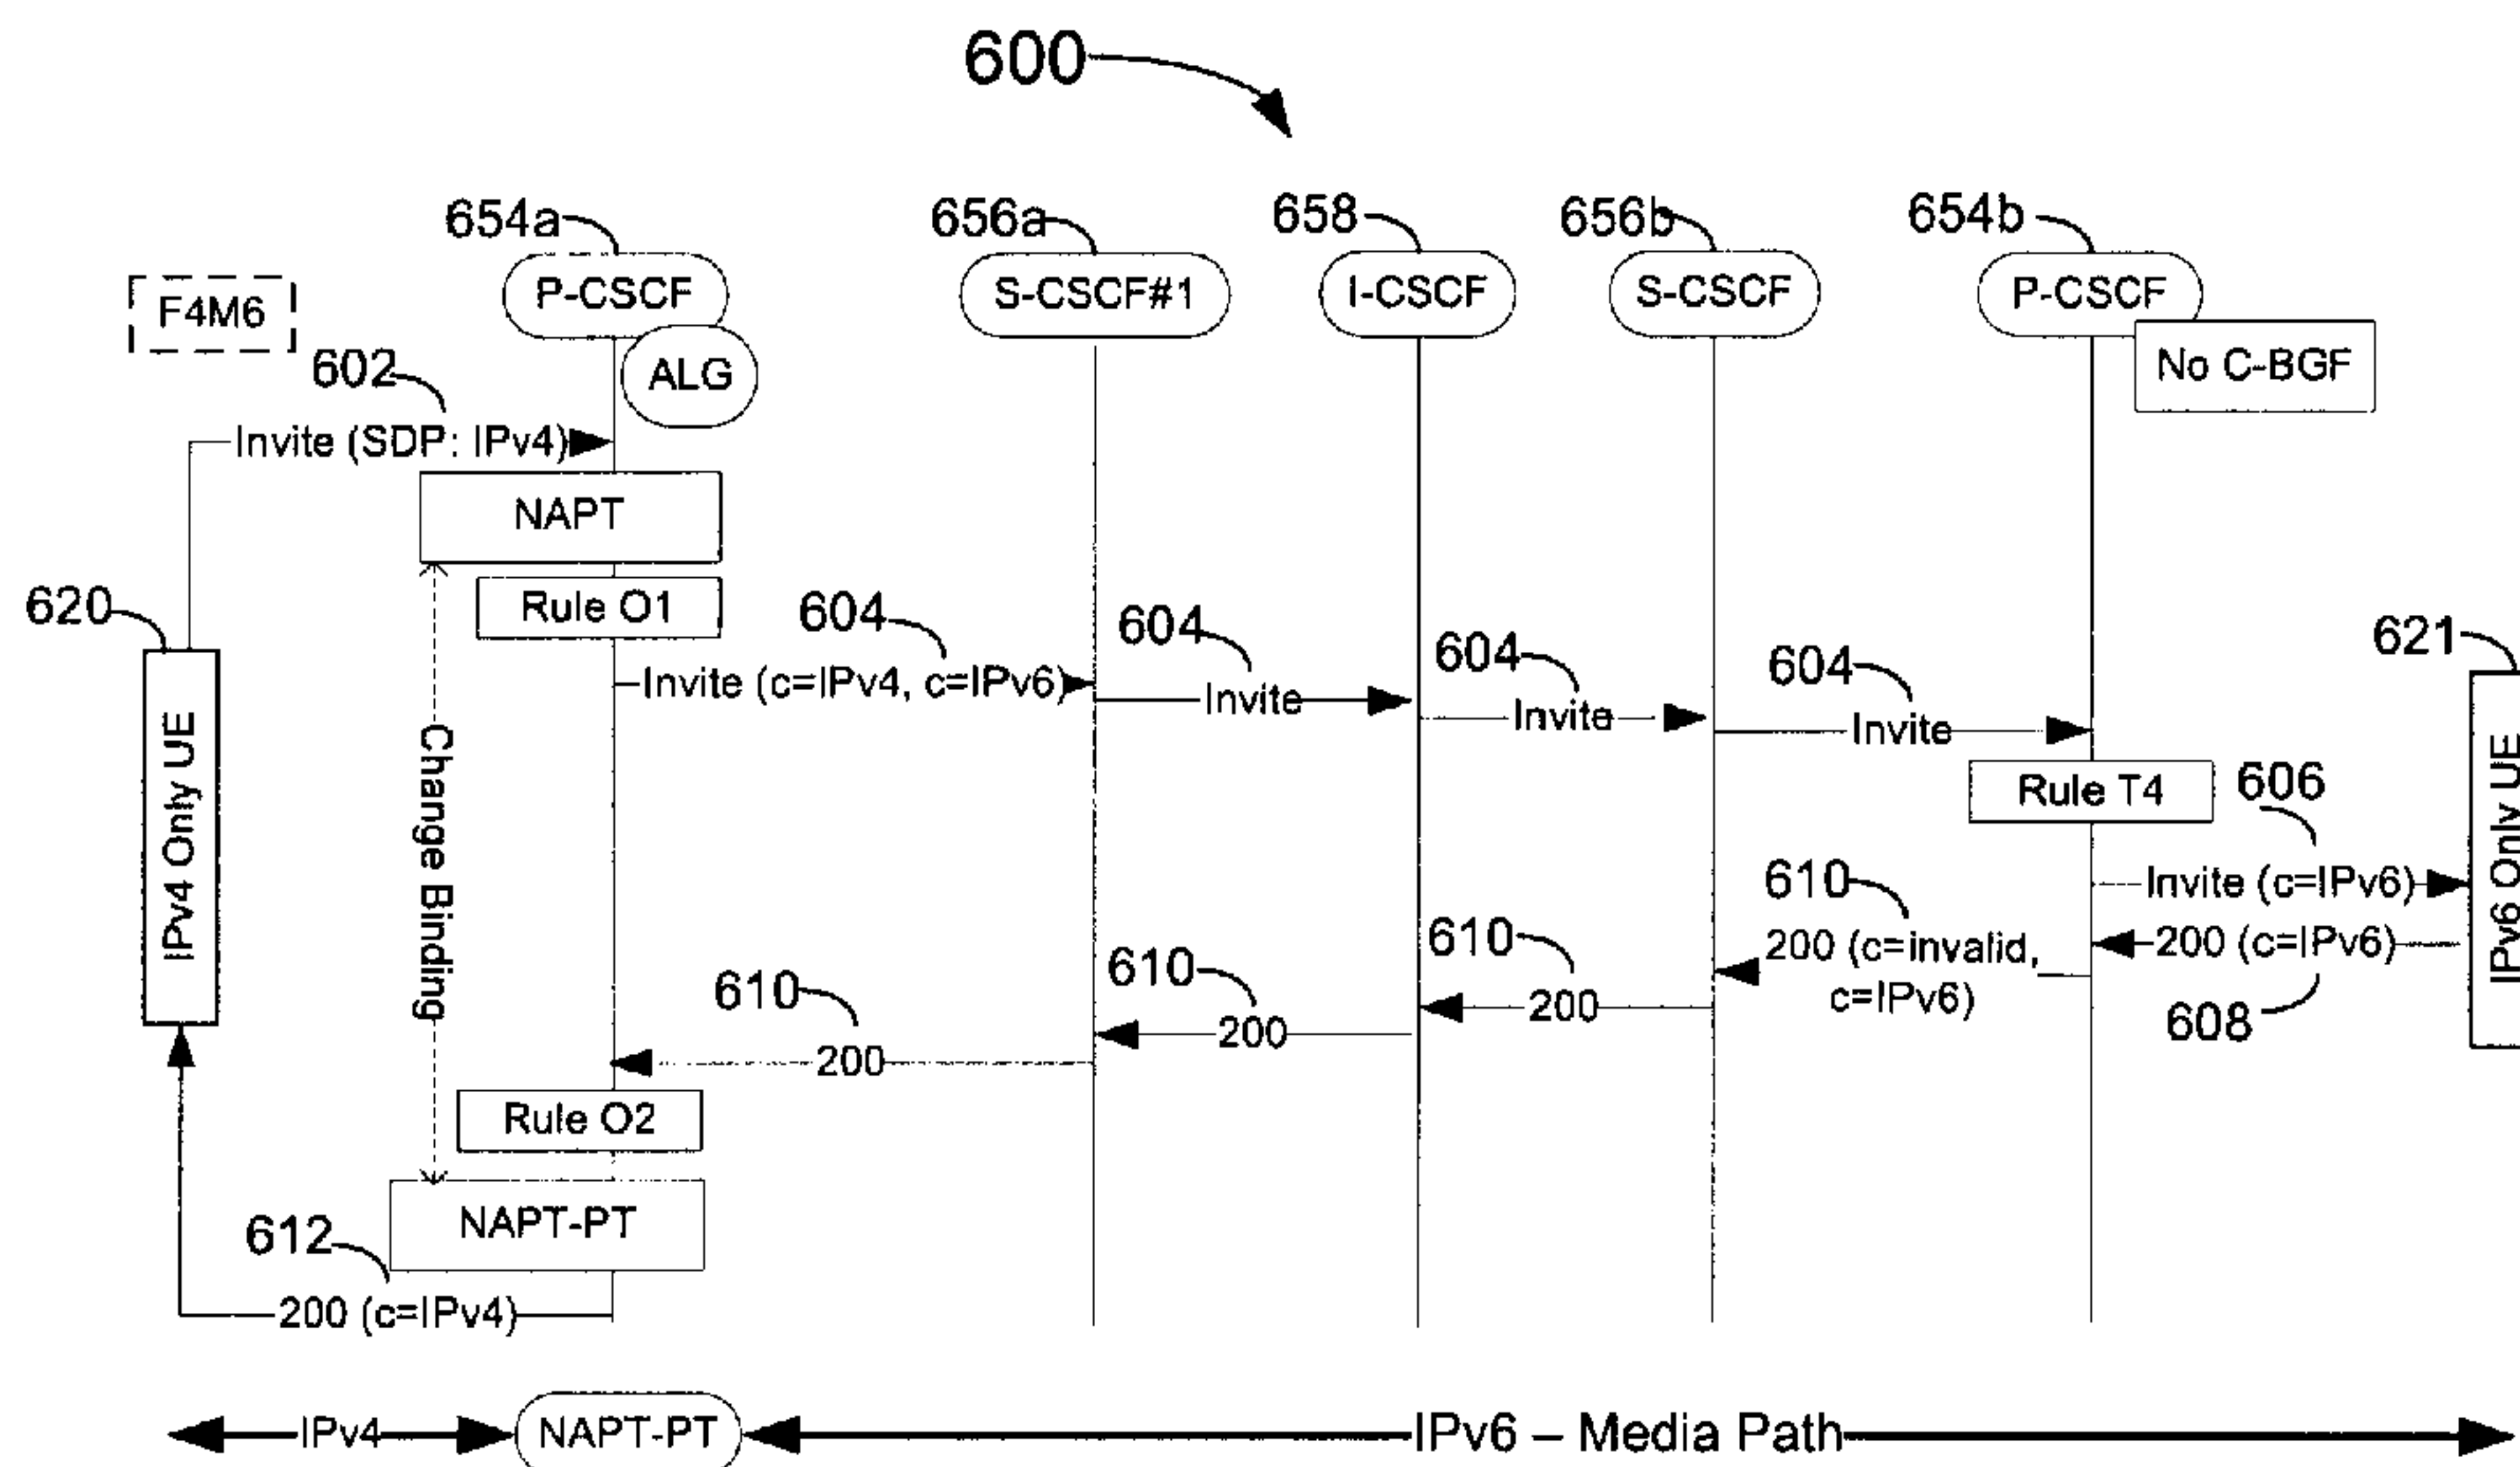 600
654a
656a
658
656b
654b
P-CSCF
S-CSCF#1
I-CSCF
S-CSCF
P-CSCF
F4M6
ALG
No C-BGF
602
Invite (SDP: IPv4)
NAPT
620
Rule O1
604
604
604
604
621
Invite (c=IPv4, c=IPv6)
Invite
Invite
Invite
IPv4 Only UE
Change Binding
Rule T4
606
IPv6 Only UE
610
Invite (c=IPv6)
610
610
610
200 (c=invalid,
c=IPv6)
200 (c=IPv6)
608
200
200
200
Rule O2
NAPT-PT
612
200 (c=IPv4)
IPv4
NAPT-PT
IPv6 – Media Path